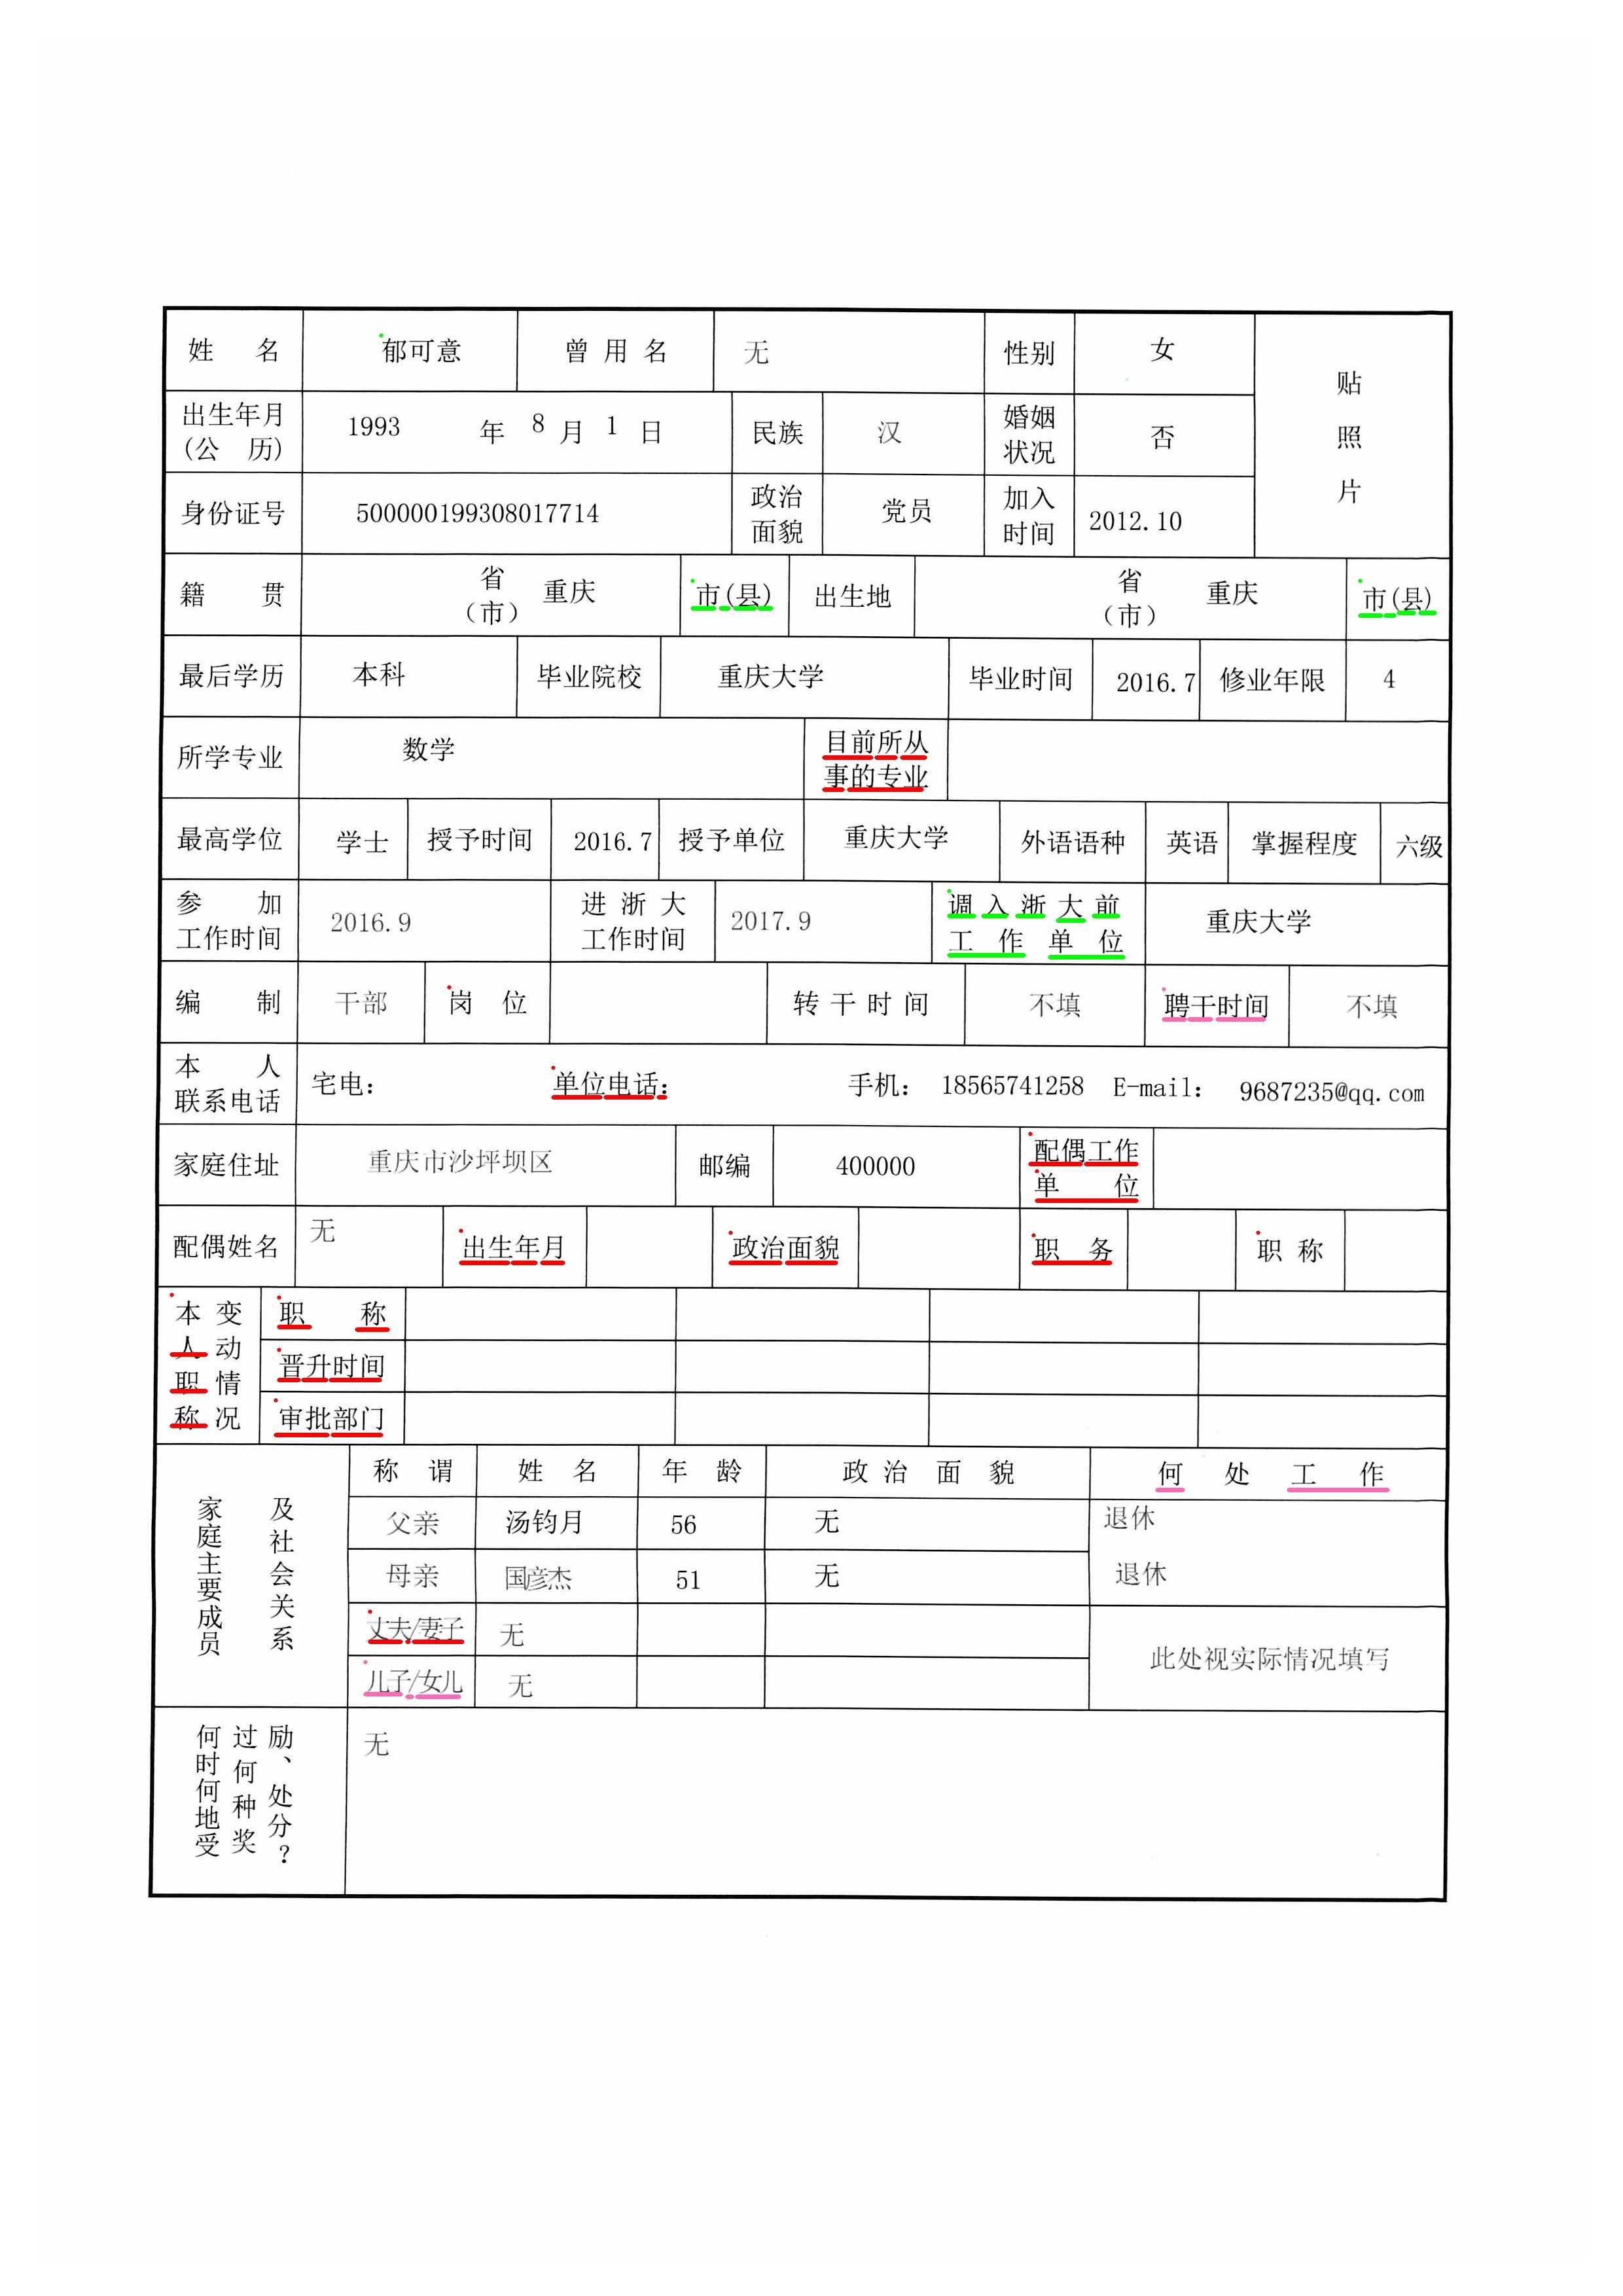 姓 名 郁可意 曾用名 无 性别 女
贴照片
出生年月(公 历) 1993 年 8 月 1 日 民族 汉 婚姻状况 否
身份证号 500000199308017714 政治面貌 党员 加入时间 2012.10
籍 贯 省(市) 重庆 市(县) 出生地 省(市) 重庆 市(县)
最后学历 本科 毕业院校 重庆大学 毕业时间 2016.7 修业年限 4
所学专业 数学 目前所从事的专业
最高学位 学士 授予时间 2016.7 授予单位 重庆大学 外语语种 英语 掌握程度 六级
参 加工作时间 2016.9 进浙大工作时间 2017.9 调入浙大前工作单位 重庆大学
编 制 干部 岗 位 转干时间 不填 聘干时间 不填
本 人联系电话 宅电: 单位电话: 手机: 18565741258 E-mail: 9687235@qq.com
家庭住址 重庆市沙坪坝区 邮编 400000 配偶工作单 位
配偶姓名 无 出生年月 政治面貌 职 务 职称
本人职称变动情况 职 称
晋升时间
审批部门
家庭主要成员及社会关系 称 谓 姓 名 年 龄 政治面貌 何处工作
父亲 汤钧月 56 无 退休
母亲 国彦杰 51 无 退休
丈夫/妻子 无
儿子/女儿 无
此处视实际情况填写
何时何地受过何种奖励、处分? 无